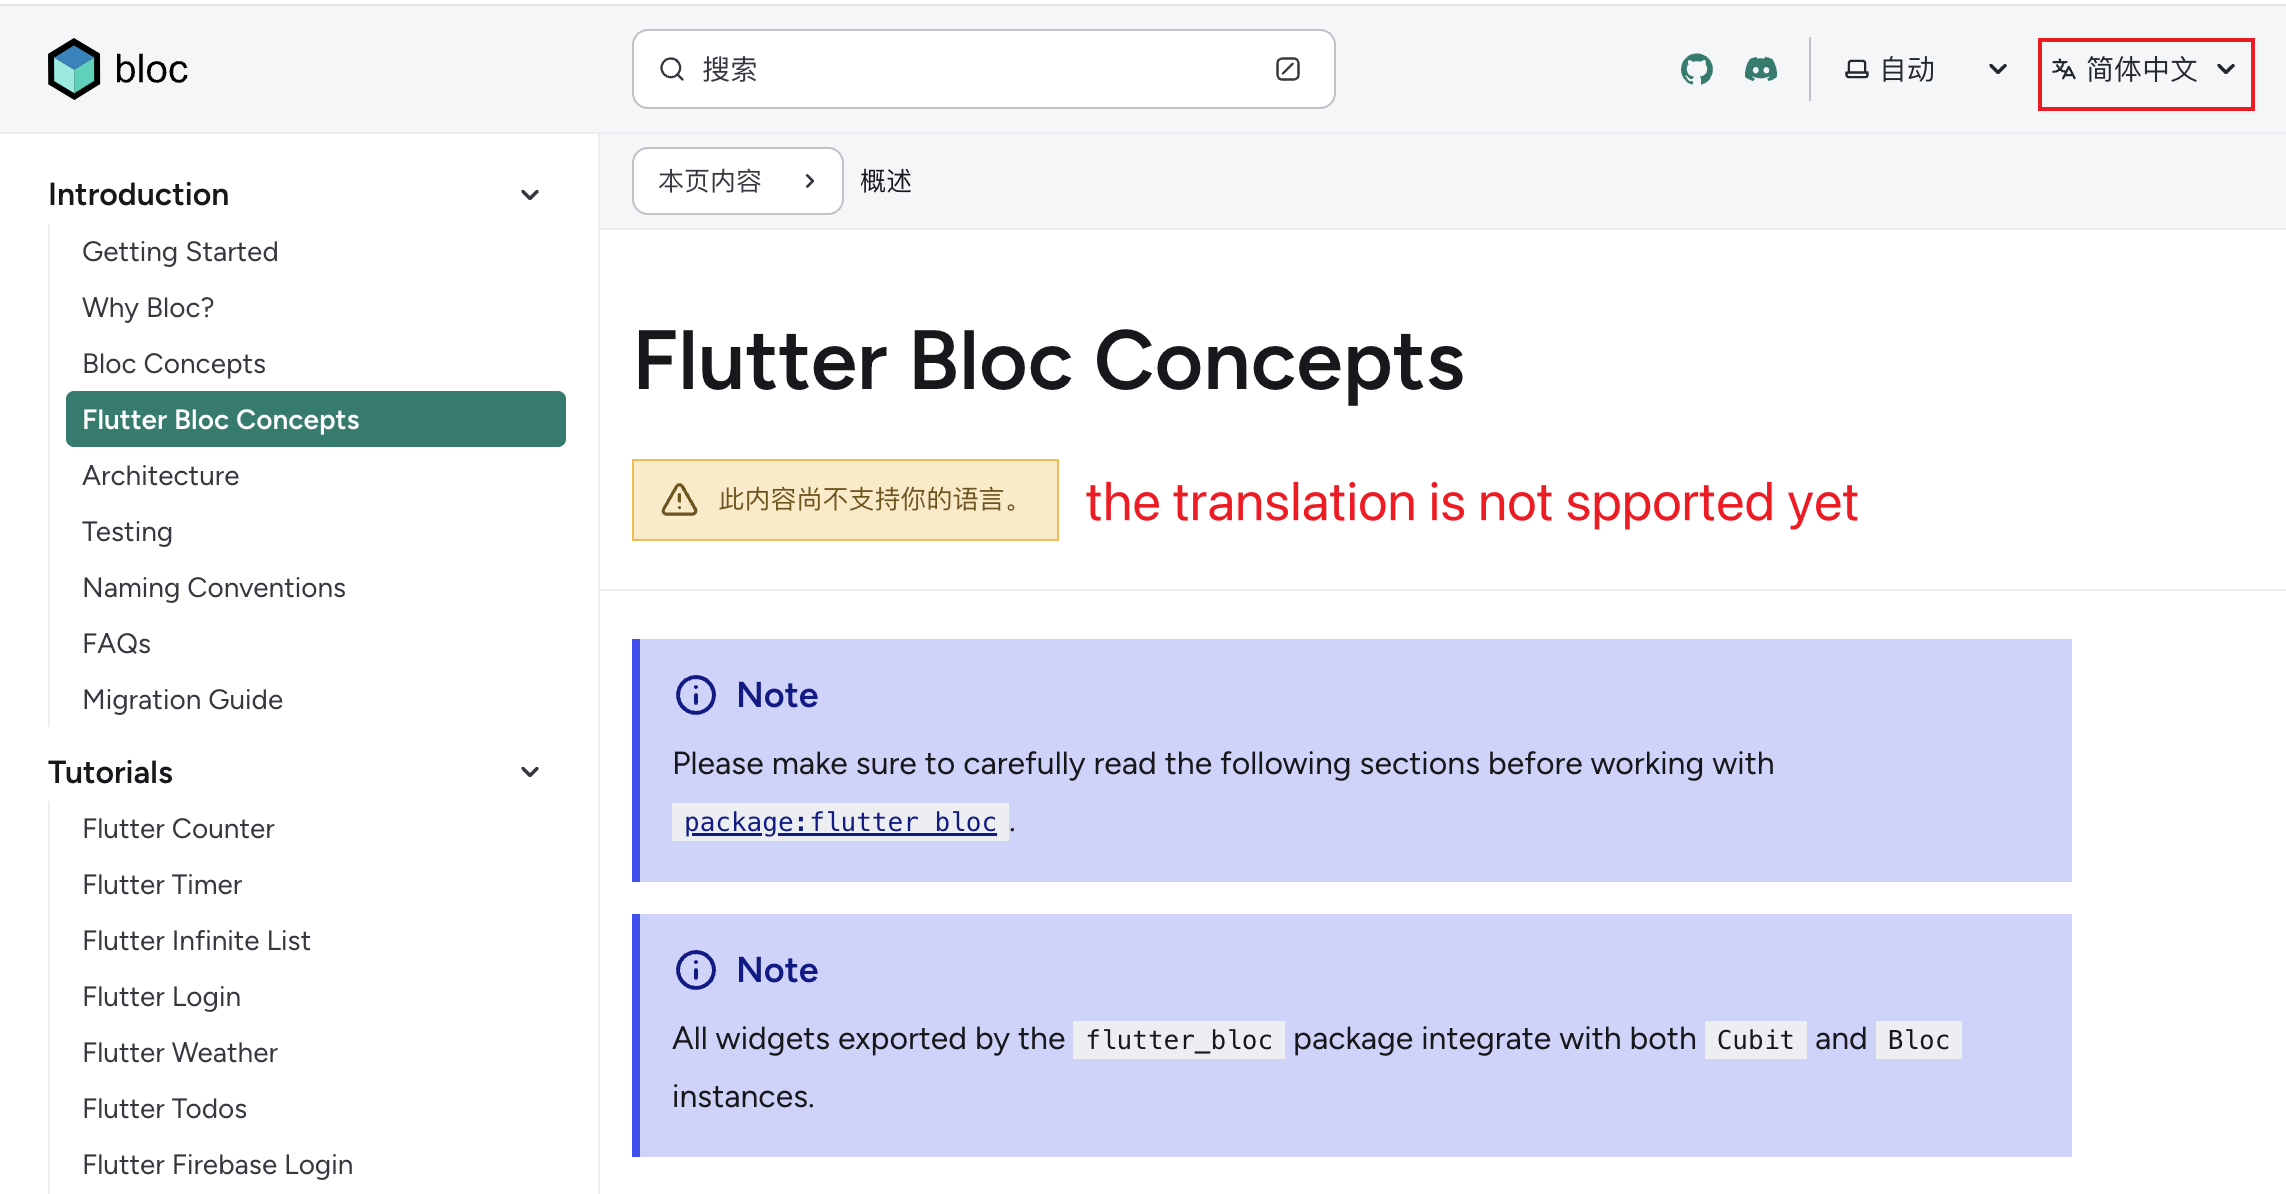 bloc
搜索
自动
简体中文
Introduction
Getting Started
Why Bloc?
Bloc Concepts
Flutter Bloc Concepts
Architecture
Testing
Naming Conventions
FAQs
Migration Guide
Tutorials
Flutter Counter
Flutter Timer
Flutter Infinite List
Flutter Login
Flutter Weather
Flutter Todos
Flutter Firebase Login
本页内容
概述
Flutter Bloc Concepts
此内容尚不支持你的语言。
the translation is not spported yet
Note
Please make sure to carefully read the following sections before working with
package:flutter_bloc.
Note
All widgets exported by the flutter_bloc package integrate with both Cubit and Bloc
instances.